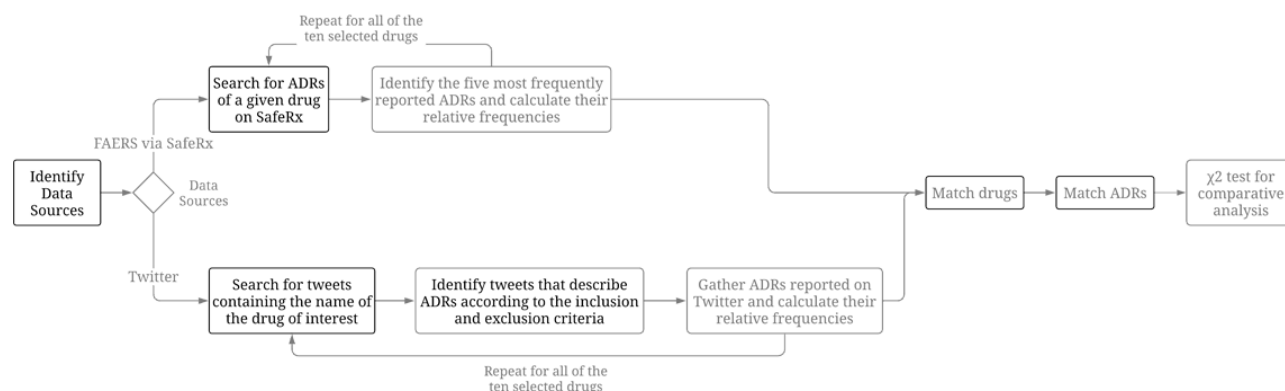 Repeat for all of the
ten selected drugs
Search for ADRs
of a given drug
on SafeRx
Identify the five most frequently
reported ADRs and calculate their
relative frequencies
FAERS via SafeRx
Identify
Data
Sources
Data
Sources
Twitter
Search for tweets
containing the name of
the drug of interest
Identify tweets that describe
ADRs according to the inclusion
and exclusion criteria
Gather ADRs reported on
Twitter and calculate their
relative frequencies
Repeat for all of the
ten selected drugs
Match drugs
Match ADRs
χ2 test for
comparative
analysis